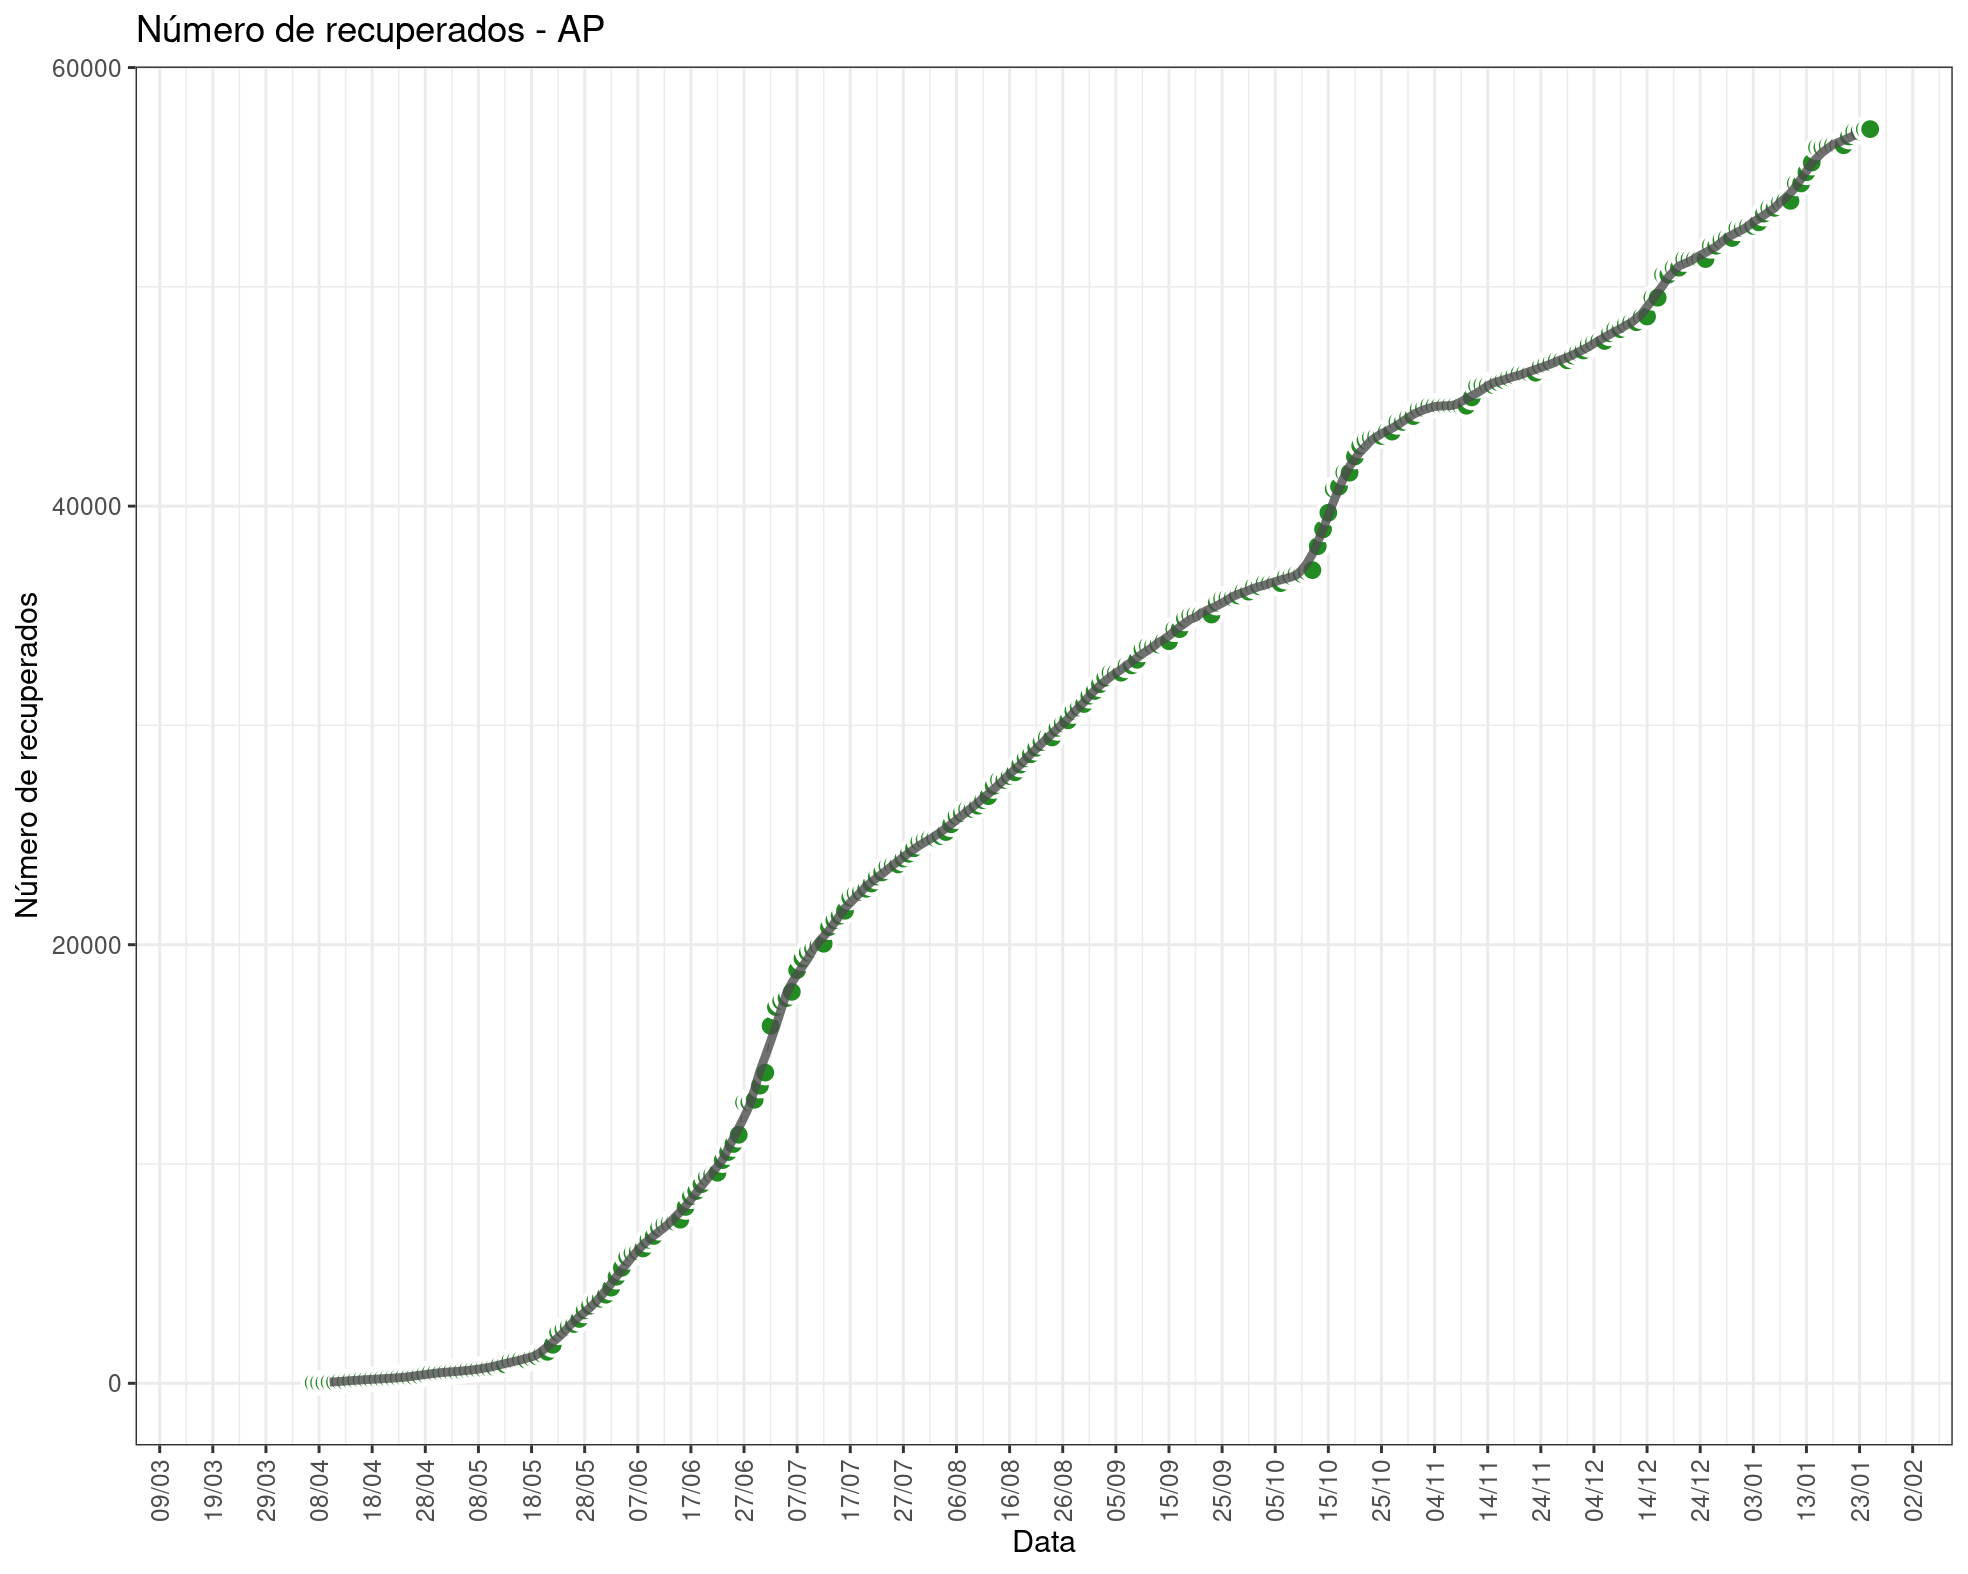 Número de recuperados - AP
Número de recuperados
60000
40000
20000
0
09/03 19/03 29/03 08/04 18/04 28/04 08/05 18/05 28/05 07/06 17/06 27/06 07/07 17/07 27/07 06/08 16/08 26/08 05/09 15/09 25/09 05/10 15/10 25/10 04/11 14/11 24/11 04/12 14/12 24/12 03/01 13/01 23/01 02/02
Data